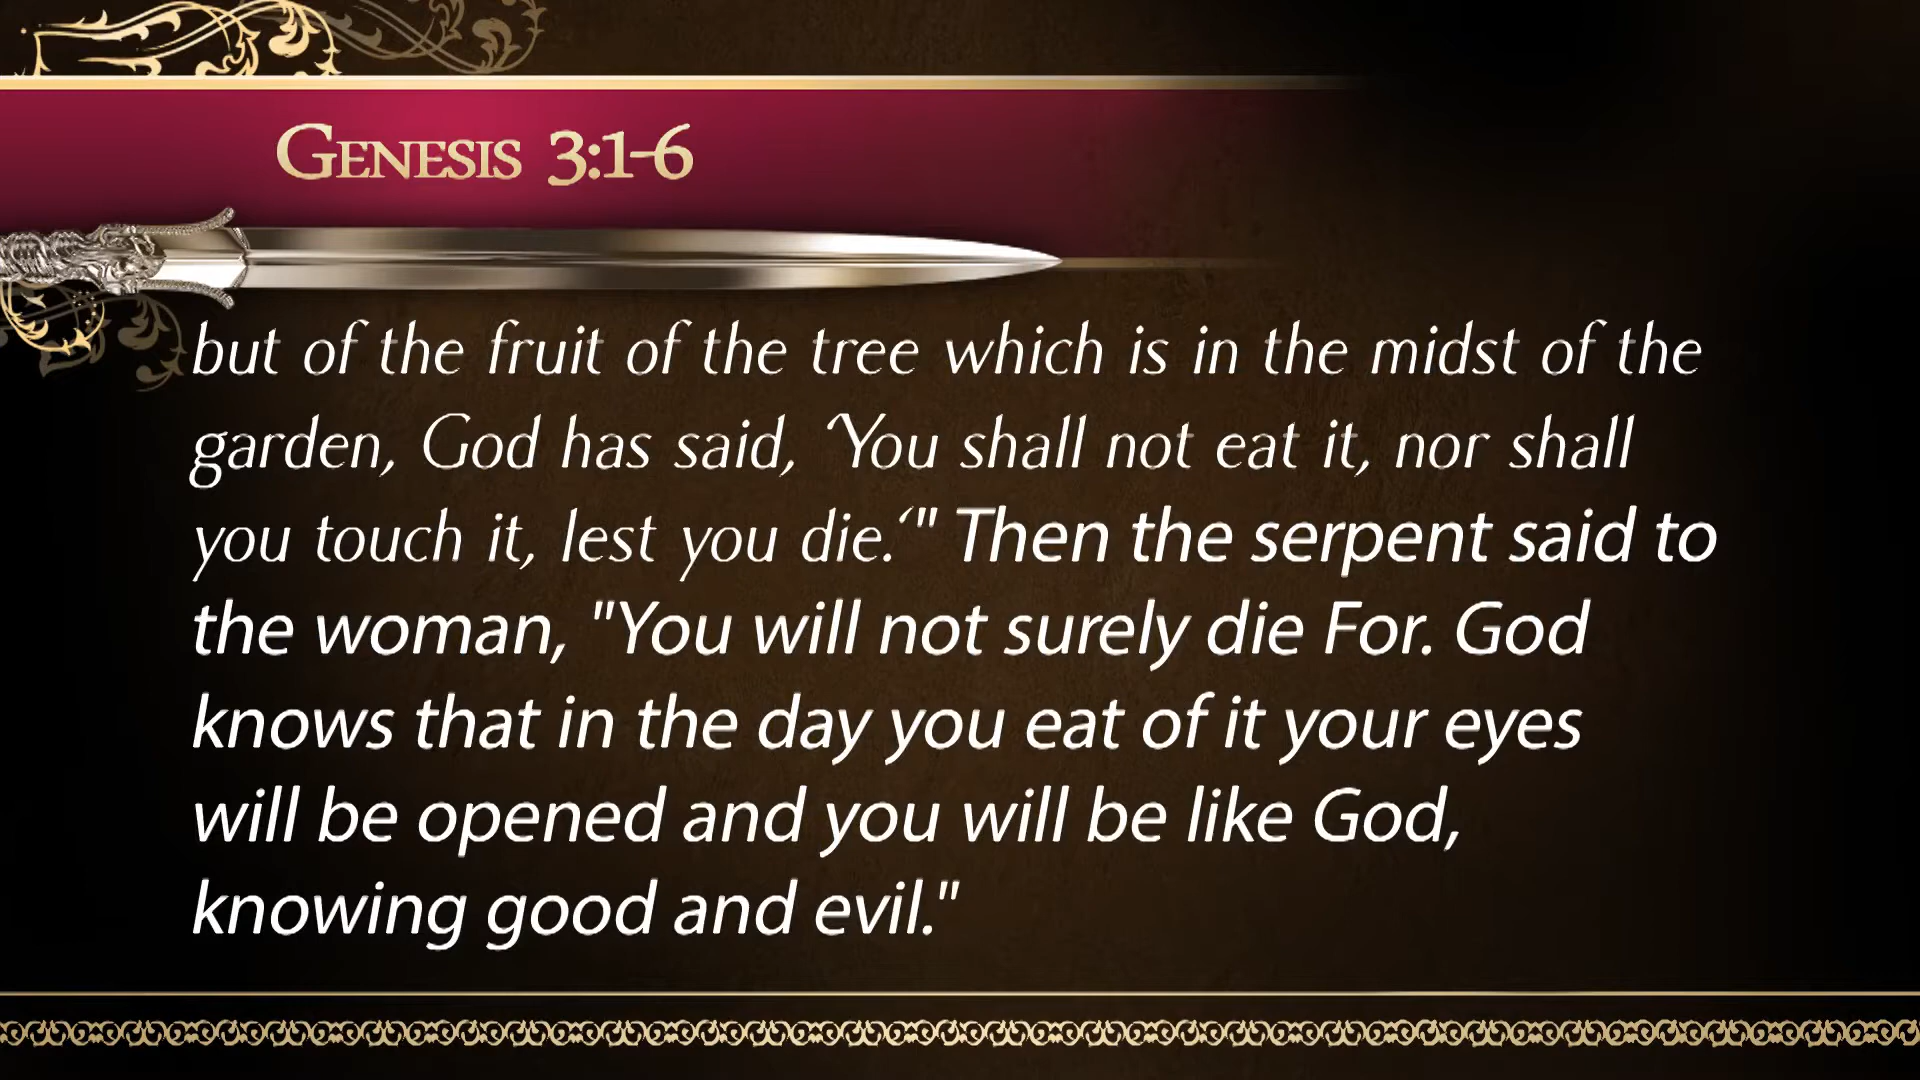 Genesis 3:1-6
but of the fruit of the tree which is in the midst of the
garden, God has said, ‘You shall not eat it, nor shall
you touch it, lest you die.‘" Then the serpent said to
the woman, "You will not surely die For. God
knows that in the day you eat of it your eyes
will be opened and you will be like God,
knowing good and evil."